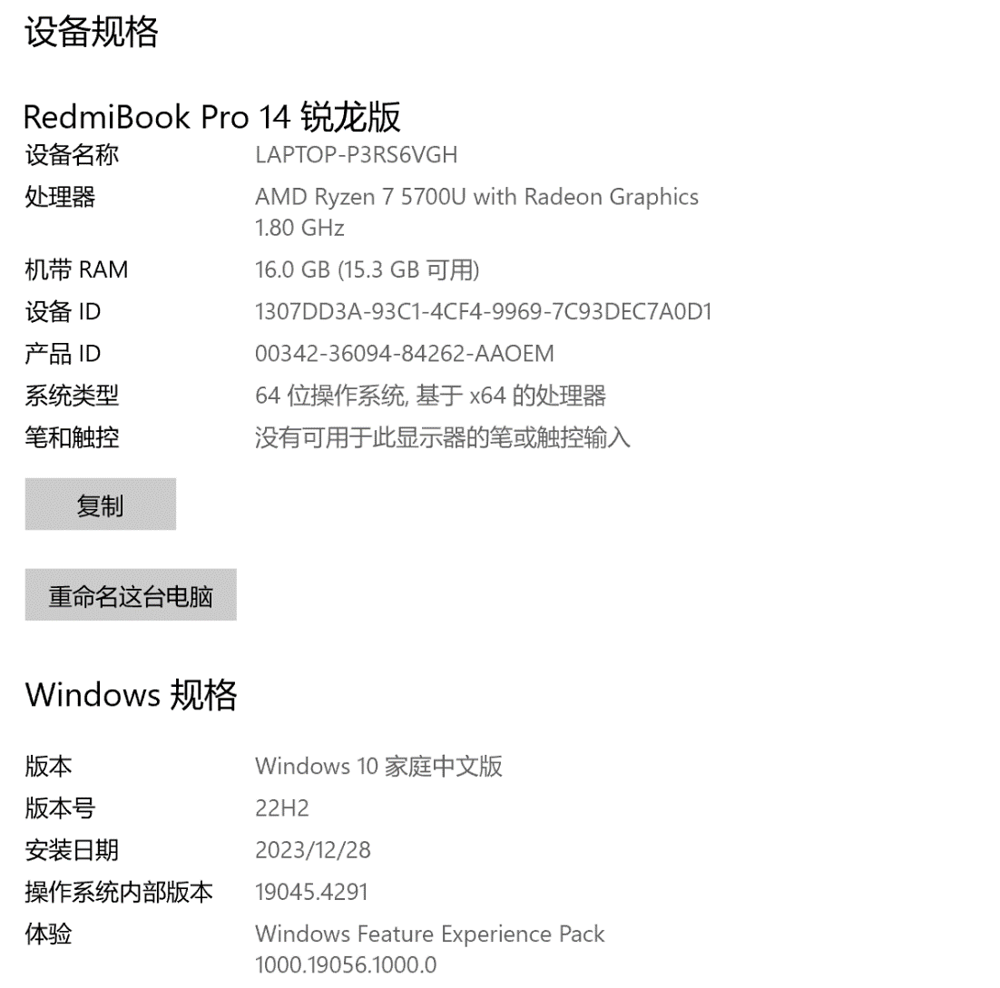 设备规格
RedmiBook Pro 14 锐龙版
设备名称 LAPTOP-P3RS6VGH
处理器 AMD Ryzen 7 5700U with Radeon Graphics
1.80 GHz
机带 RAM 16.0 GB (15.3 GB 可用)
设备 ID 1307DD3A-93C1-4CF4-9969-7C93DEC7A0D1
产品 ID 00342-36094-84262-AAOEM
系统类型 64 位操作系统, 基于 x64 的处理器
笔和触控 没有可用于此显示器的笔或触控输入
复制
重命名这台电脑
Windows 规格
版本 Windows 10 家庭中文版
版本号 22H2
安装日期 2023/12/28
操作系统内部版本 19045.4291
体验 Windows Feature Experience Pack
1000.19056.1000.0